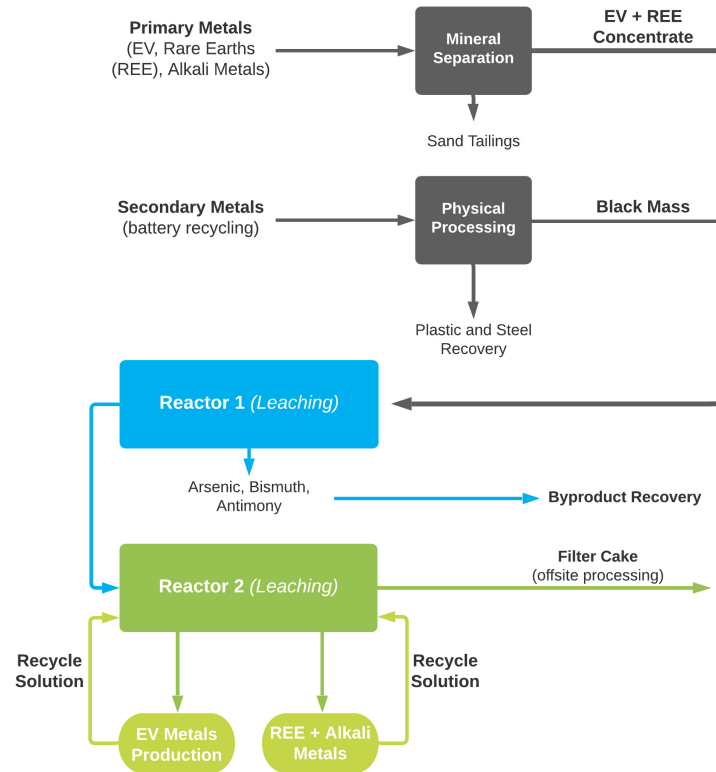 Primary Metals
(EV, Rare Earths
(REE), Alkali Metals)
Mineral
Separation
EV + REE
Concentrate
Sand Tailings
Secondary Metals
(battery recycling)
Physical
Processing
Black Mass
Plastic and Steel
Recovery
Reactor 1 (Leaching)
Arsenic, Bismuth,
Antimony
Byproduct Recovery
Reactor 2 (Leaching)
Filter Cake
(offsite processing)
Recycle
Solution
Recycle
Solution
EV Metals
Production
REE + Alkali
Metals